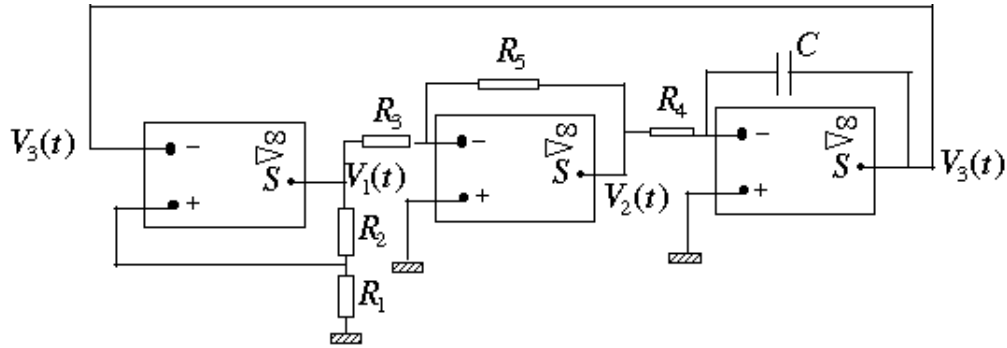 C
R₅
R₄
R₃
V₃(t)
− ▷ ∞
S
+
V₁(t)
− ▷ ∞
S
+
V₂(t)
− ▷ ∞
S
+
V₃(t)
R₂
R₁